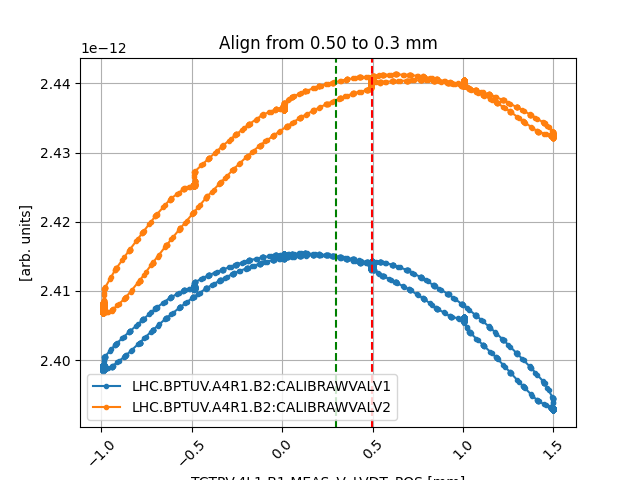 Align from 0.50 to 0.3 mm
1e−12
2.44
2.43
2.42
2.41
2.40
[arb. units]
LHC.BPTUV.A4R1.B2:CALIBRAWVALV1
LHC.BPTUV.A4R1.B2:CALIBRAWVALV2
−1.0
−0.5
0.0
0.5
1.0
1.5